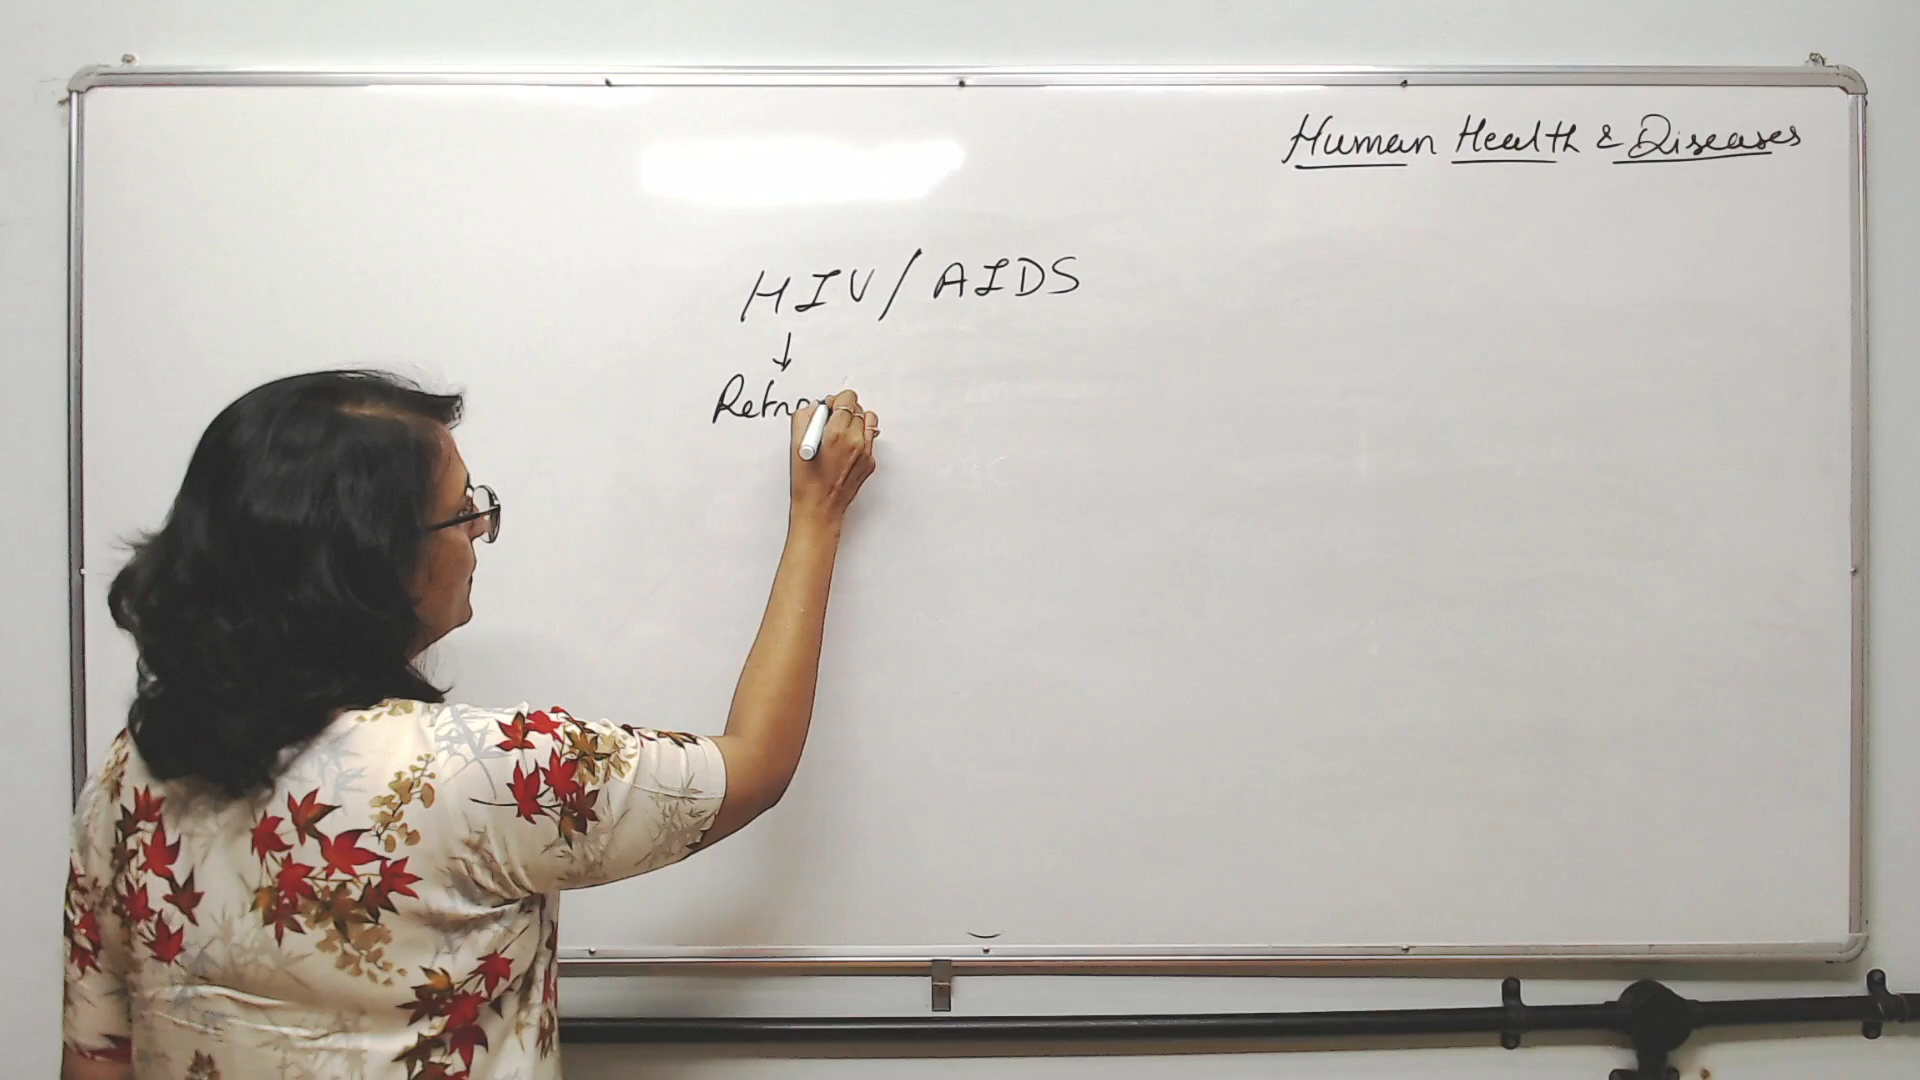 Human Health & Diseases
HIV/AIDS
↓
Retro